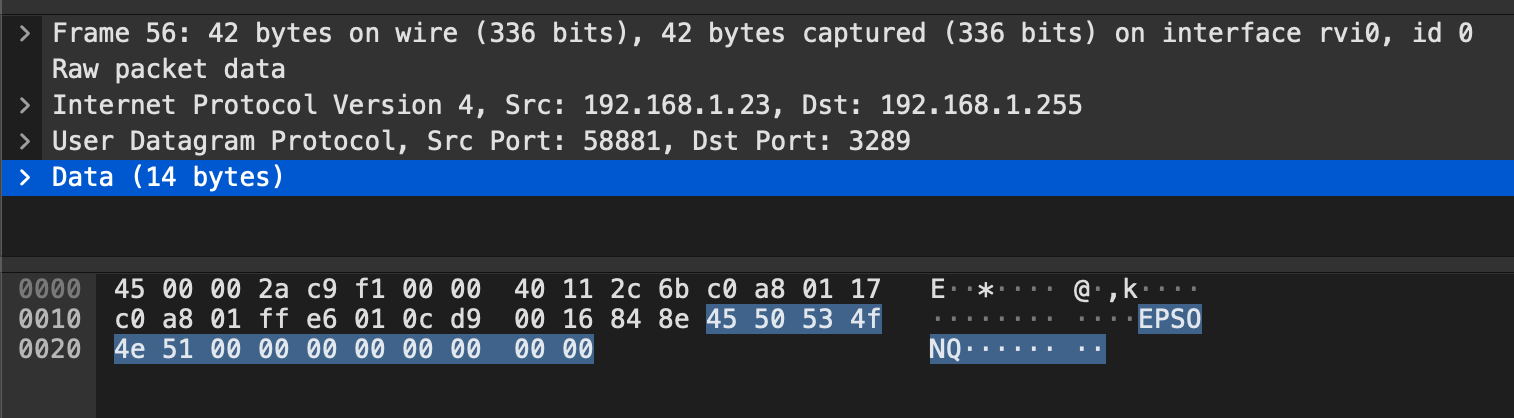 Frame 56: 42 bytes on wire (336 bits), 42 bytes captured (336 bits) on interface rvi0, id 0
Raw packet data
Internet Protocol Version 4, Src: 192.168.1.23, Dst: 192.168.1.255
User Datagram Protocol, Src Port: 58881, Dst Port: 3289
Data (14 bytes)
0000 45 00 00 2a c9 f1 00 00 40 11 2c 6b c0 a8 01 17 E··*···· @·,k····
0010 c0 a8 01 ff e6 01 0c d9 00 16 84 8e 45 50 53 4f ········ ····EPSO
0020 4e 51 00 00 00 00 00 00 00 00 NQ······ ··